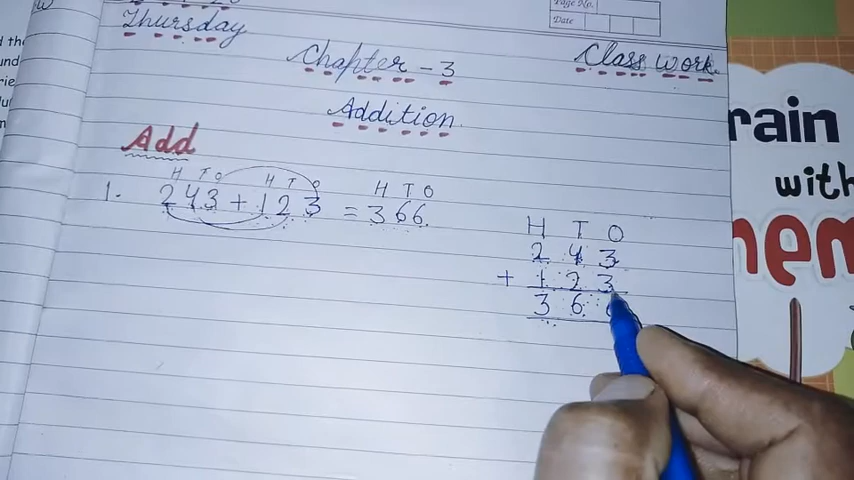 Page No.
Date
Thursday
Chapter - 3
Class work.
Addition
Add
H T O H T O H T O
1. 243 + 123 = 366
H T O
2 4 3
+ 1 2 3
3 6
rain
with